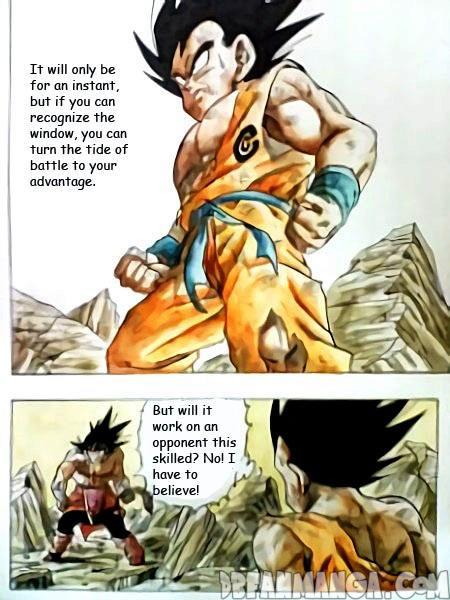 It will only be
for an instant,
but if you can
recognize the
window, you can
turn the tide of
battle to your
advantage.
But will it
work on an
opponent this
skilled? No! I
have to
believe!
DBFANMANGA.COM